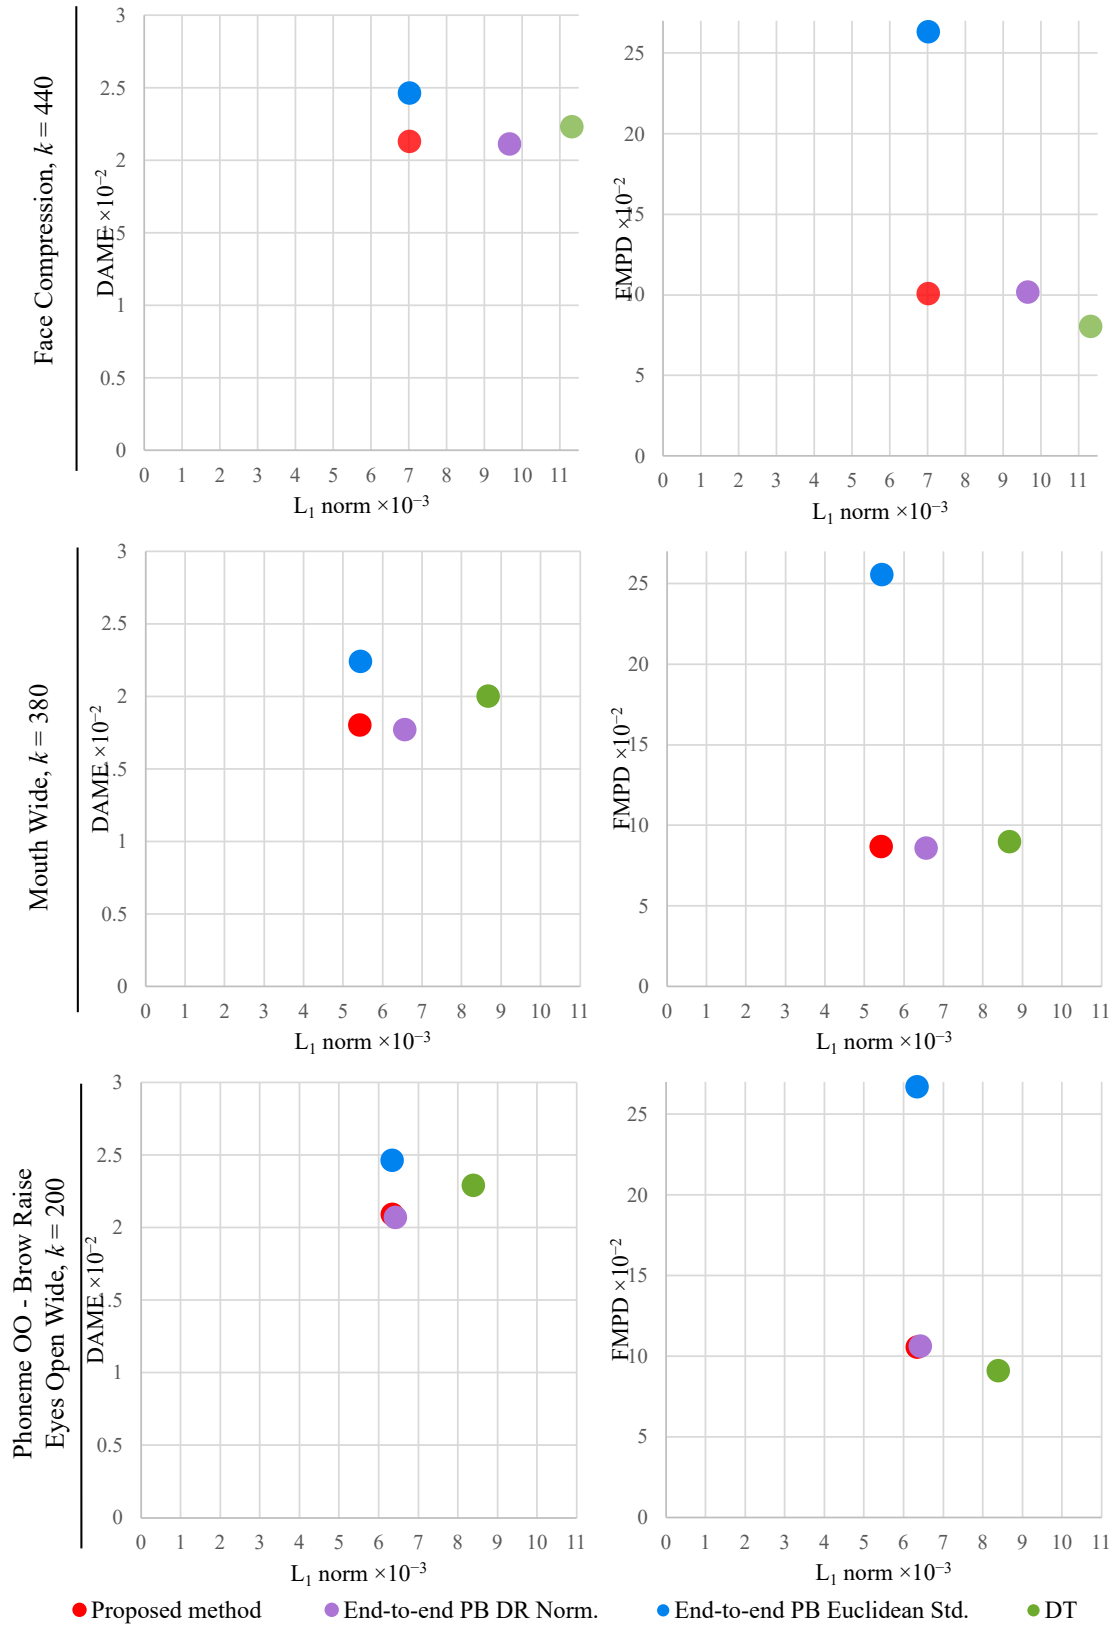 Face Compression, k = 440
3
2.5
2
1.5
1
0.5
0
DAME ×10⁻²
0 1 2 3 4 5 6 7 8 9 10 11
L₁ norm ×10⁻³
25
20
15
10
5
0
FMPD ×10⁻²
0 1 2 3 4 5 6 7 8 9 10 11
L₁ norm ×10⁻³
Mouth Wide, k = 380
3
2.5
2
1.5
1
0.5
0
DAME ×10⁻²
0 1 2 3 4 5 6 7 8 9 10 11
L₁ norm ×10⁻³
25
20
15
10
5
0
FMPD ×10⁻²
0 1 2 3 4 5 6 7 8 9 10 11
L₁ norm ×10⁻³
Phoneme OO - Brow Raise
Eyes Open Wide, k = 200
3
2.5
2
1.5
1
0.5
0
DAME ×10⁻²
0 1 2 3 4 5 6 7 8 9 10 11
L₁ norm ×10⁻³
25
20
15
10
5
0
FMPD ×10⁻²
0 1 2 3 4 5 6 7 8 9 10 11
L₁ norm ×10⁻³
Proposed method End-to-end PB DR Norm. End-to-end PB Euclidean Std. DT